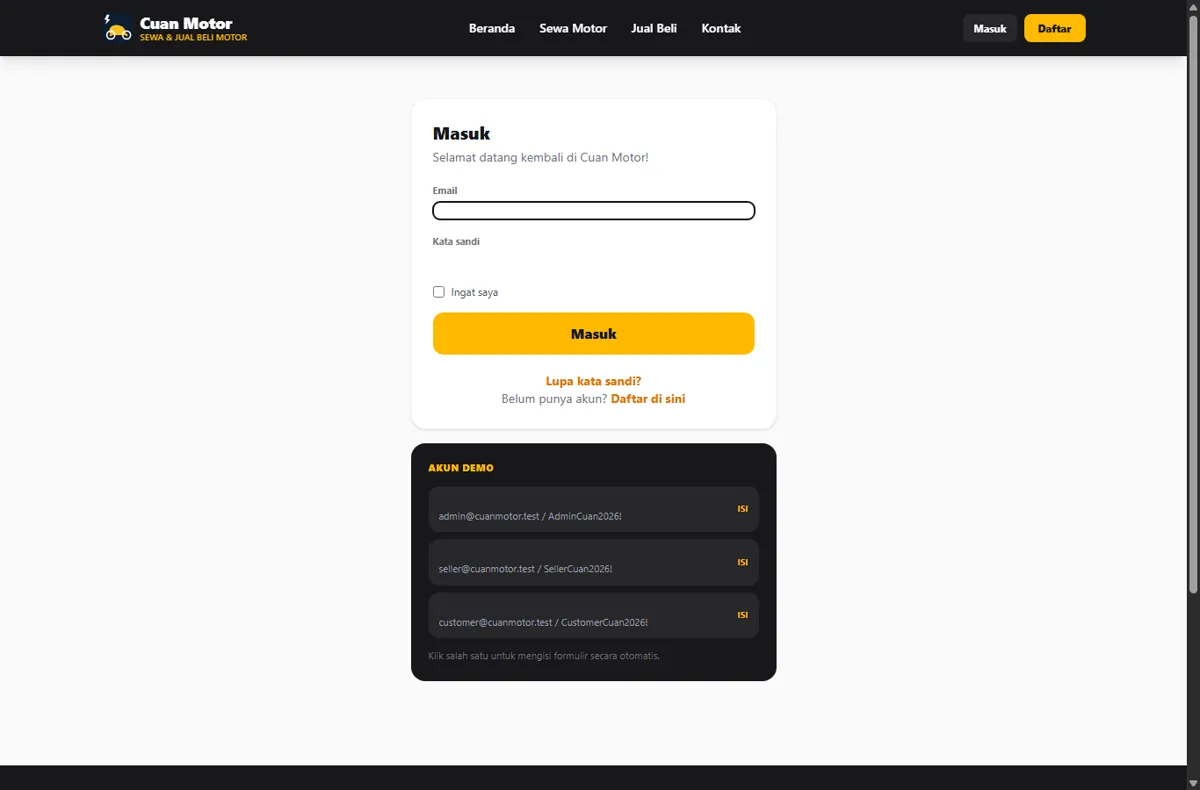 Cuan Motor
SEWA & JUAL BELI MOTOR
Beranda
Sewa Motor
Jual Beli
Kontak
Masuk
Daftar
Masuk
Selamat datang kembali di Cuan Motor!
Email
Kata sandi
Ingat saya
Masuk
Lupa kata sandi?
Belum punya akun? Daftar di sini
AKUN DEMO
admin@cuanmotor.test / AdminCuan2026!
ISI
seller@cuanmotor.test / SellerCuan2026!
ISI
customer@cuanmotor.test / CustomerCuan2026!
ISI
Klik salah satu untuk mengisi formulir secara otomatis.